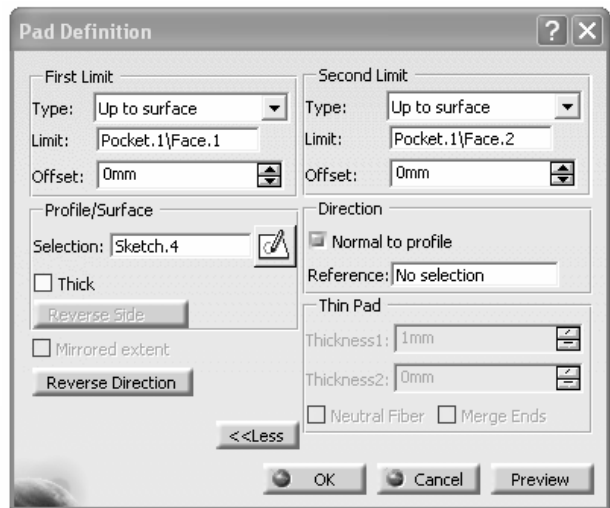 Pad Definition
First Limit
Type: Up to surface
Limit: Pocket.1\Face.1
Offset: 0mm
Profile/Surface
Selection: Sketch.4
Thick
Reverse Side
Mirrored extent
Reverse Direction
<<Less
Second Limit
Type: Up to surface
Limit: Pocket.1\Face.2
Offset: 0mm
Direction
Normal to profile
Reference: No selection
Thin Pad
Thickness1: 1mm
Thickness2: 0mm
Neutral Fiber Merge Ends
OK Cancel Preview